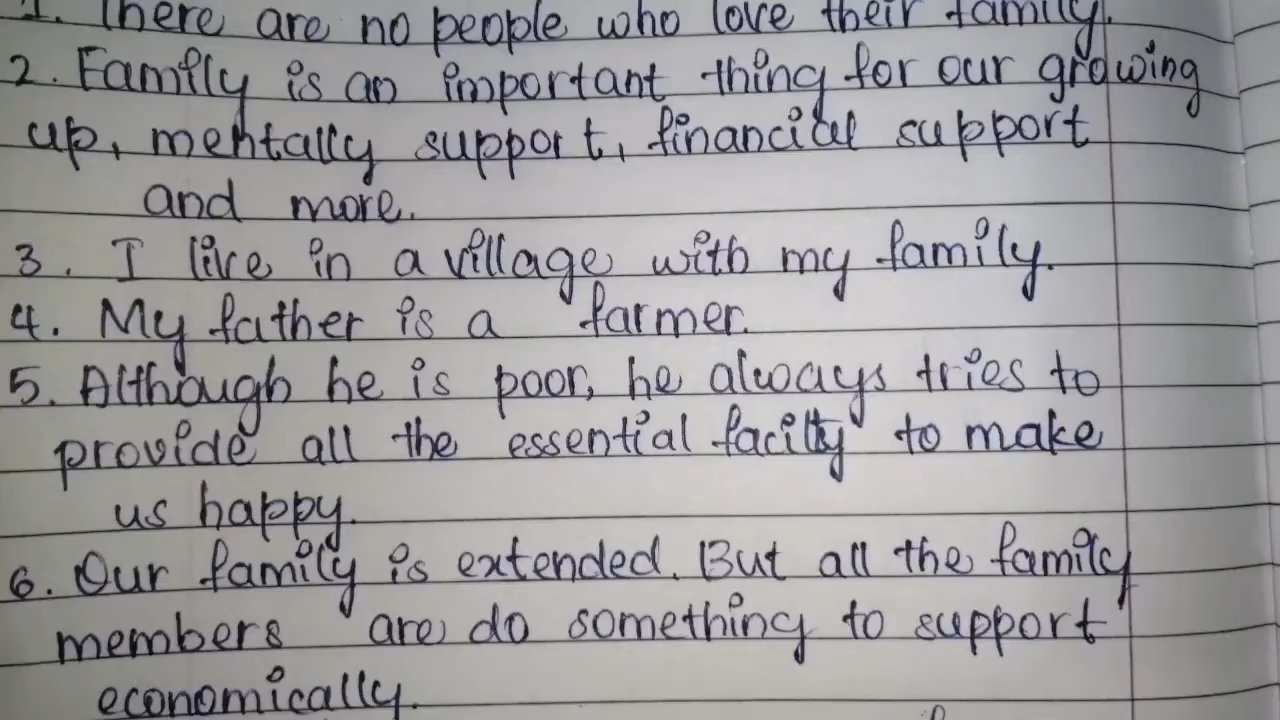 1. There are no people who love their family.
2. Family is an important thing for our growing
up, mentally support, financial support
and more.
3. I live in a village with my family.
4. My father is a farmer.
5. Although he is poor, he always tries to
provide all the essential facilty to make
us happy.
6. Our family is extended. But all the family
members are do something to support
economically.